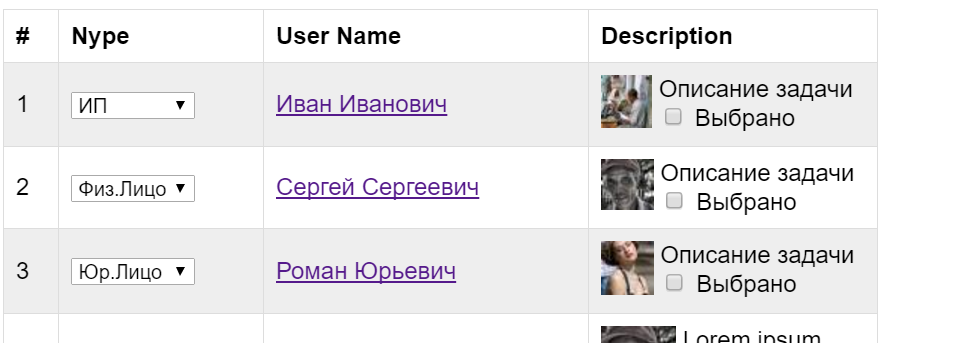 # Nype User Name Description
1 ИП Иван Иванович Описание задачи
Выбрано
2 Физ.Лицо Сергей Сергеевич Описание задачи
Выбрано
3 Юр.Лицо Роман Юрьевич Описание задачи
Выбрано
Lorem ipsum